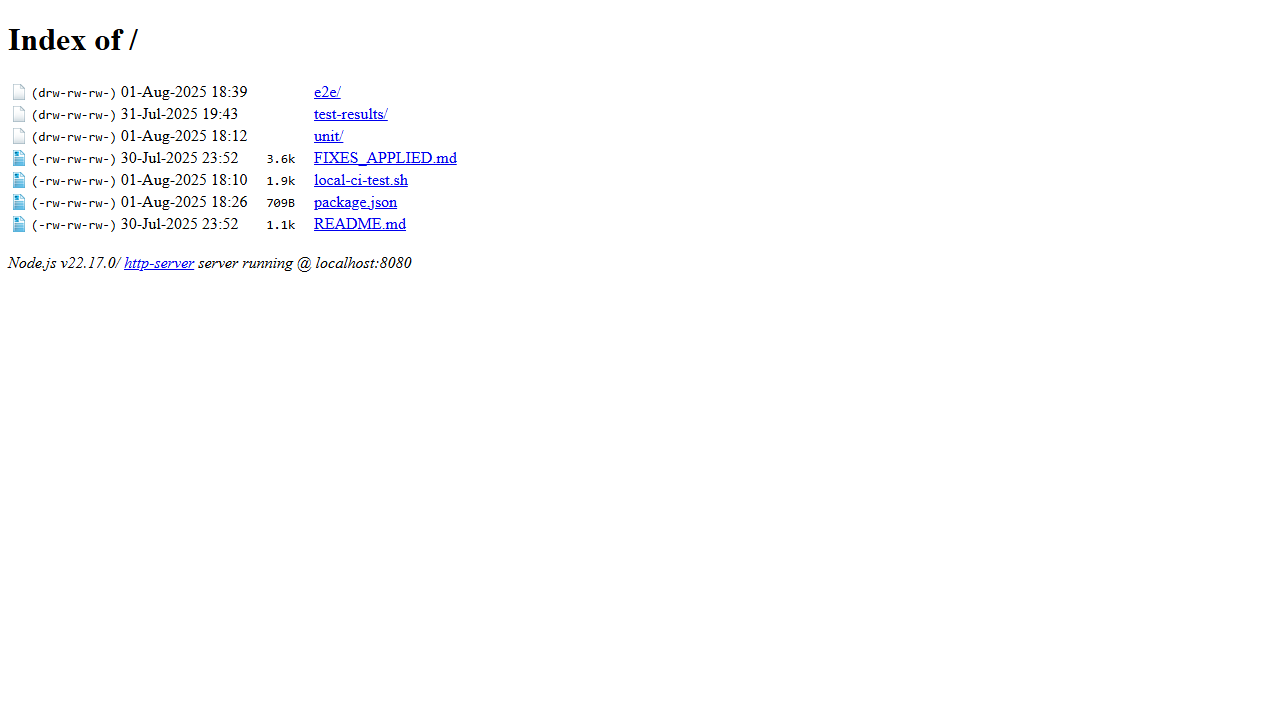 Index of /
(drw-rw-rw-) 01-Aug-2025 18:39 e2e/
(drw-rw-rw-) 31-Jul-2025 19:43 test-results/
(drw-rw-rw-) 01-Aug-2025 18:12 unit/
(-rw-rw-rw-) 30-Jul-2025 23:52 3.6k FIXES_APPLIED.md
(-rw-rw-rw-) 01-Aug-2025 18:10 1.9k local-ci-test.sh
(-rw-rw-rw-) 01-Aug-2025 18:26 709B package.json
(-rw-rw-rw-) 30-Jul-2025 23:52 1.1k README.md
Node.js v22.17.0/ http-server server running @ localhost:8080